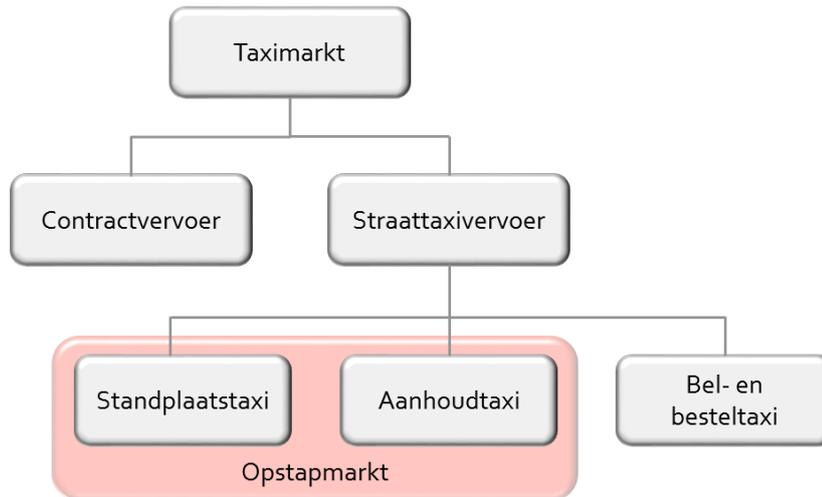 Taximarkt
Contractvervoer
Straattaxivervoer
Standplaatstaxi
Aanhoudtaxi
Bel- en
besteltaxi
Opstapmarkt